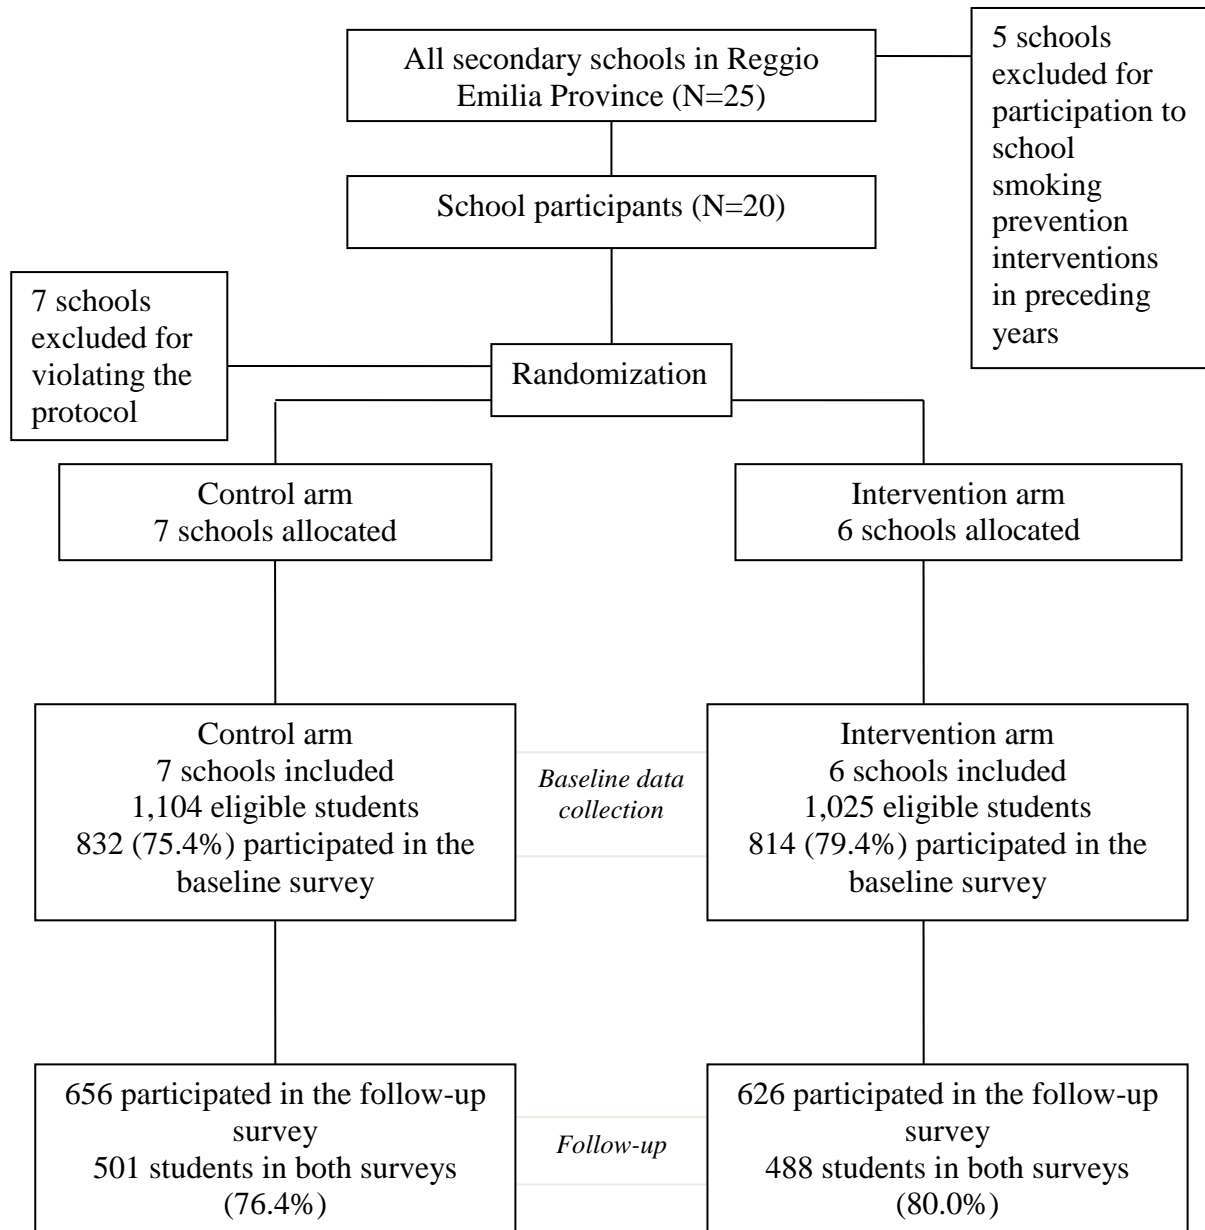 All secondary schools in Reggio
Emilia Province (N=25)
5 schools
excluded for
participation to
school
smoking
prevention
interventions
in preceding
years
School participants (N=20)
7 schools
excluded for
violating the
protocol
Randomization
Control arm
7 schools allocated
Intervention arm
6 schools allocated
Control arm
7 schools included
1,104 eligible students
832 (75.4%) participated in the
baseline survey
Baseline data
collection
Intervention arm
6 schools included
1,025 eligible students
814 (79.4%) participated in the
baseline survey
656 participated in the follow-up
survey
501 students in both surveys
(76.4%)
Follow-up
626 participated in the follow-up
survey
488 students in both surveys
(80.0%)